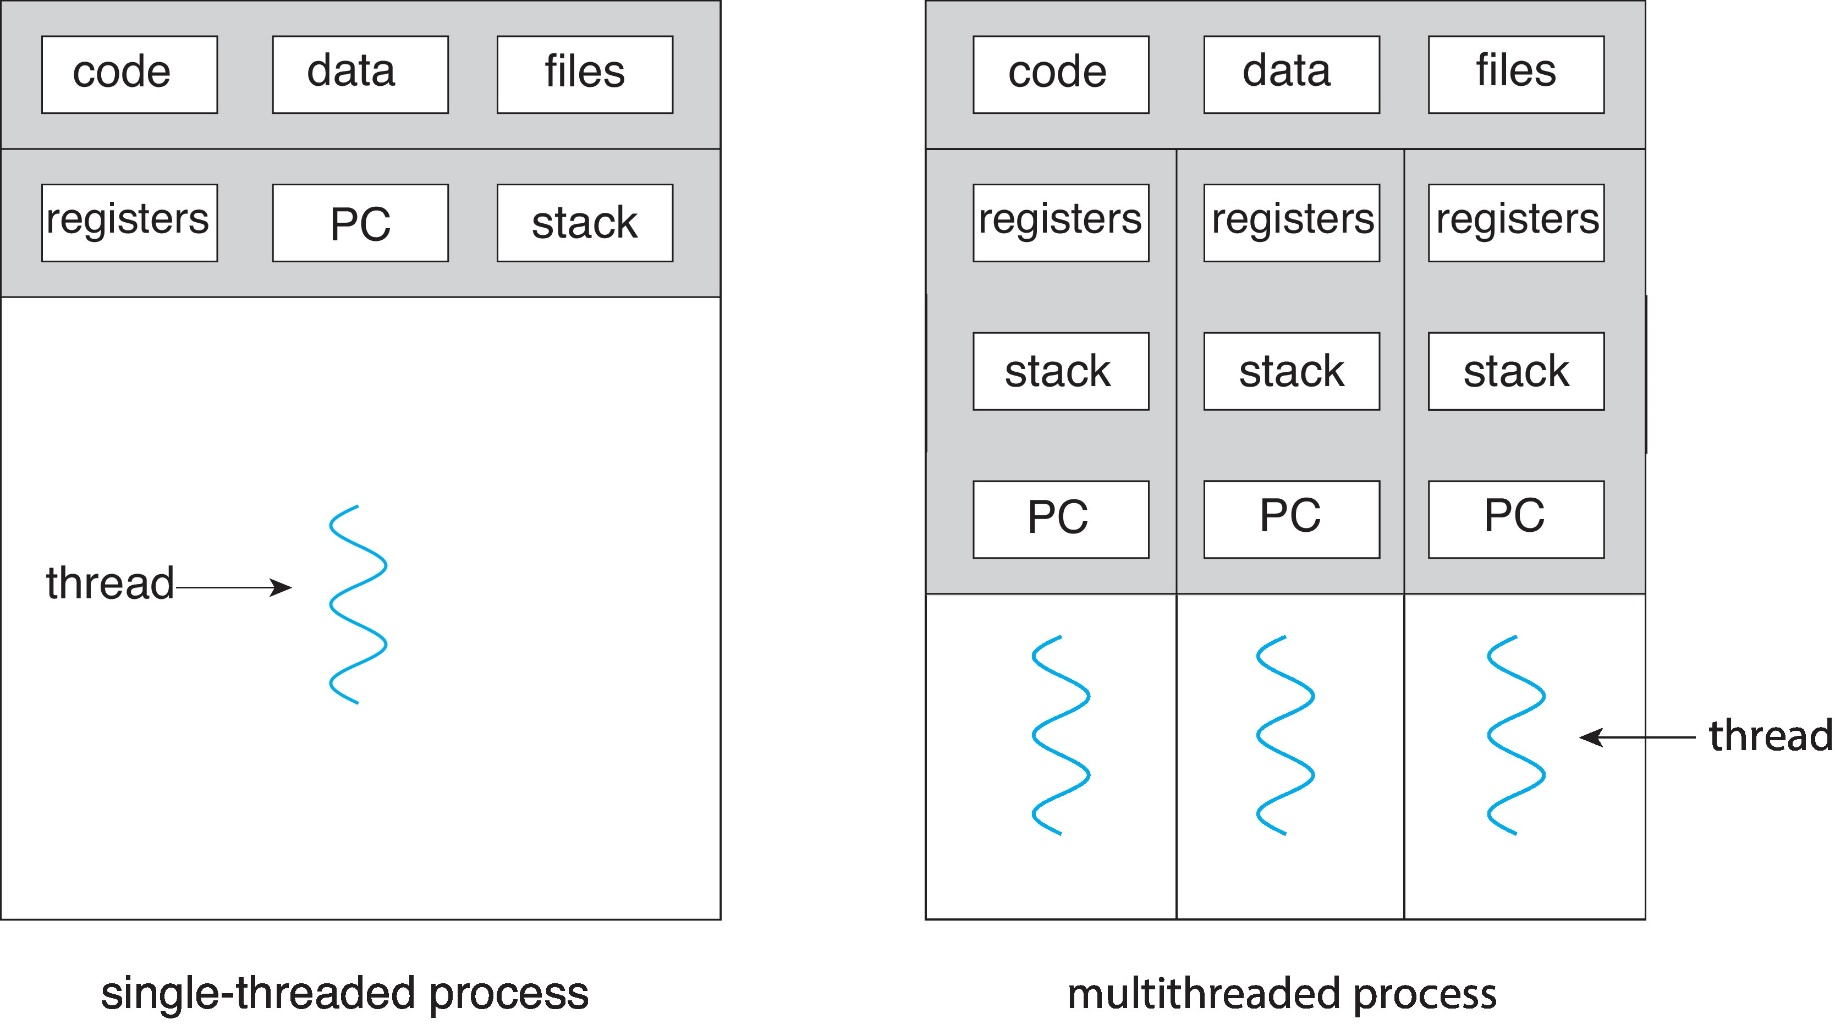 code data files
registers PC stack
thread
single-threaded process
code data files
registers registers registers
stack stack stack
PC PC PC
thread
multithreaded process